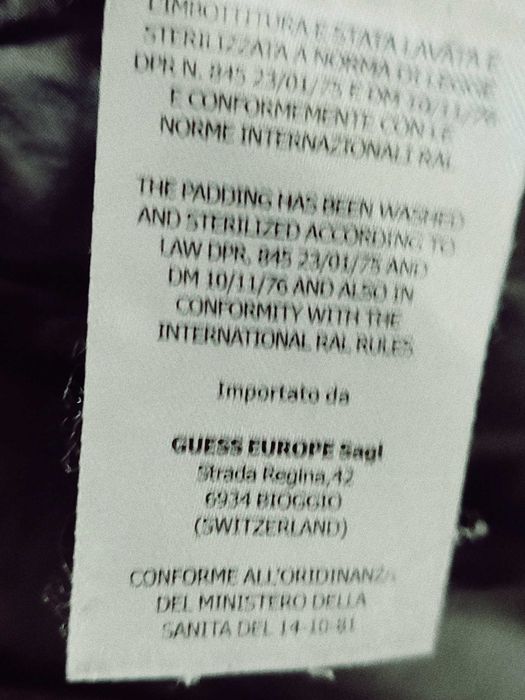 L'IMBOTTITURA E STATA LAVATA E
STERILIZZATA A NORMA DI LEGGE
DPR N. 845 23/01/75 E DM 10/11/76
E CONFORMEMENTE CON LE
NORME INTERNAZIONALI RAL
THE PADDING HAS BEEN WASHED
AND STERILIZED ACCORDING TO
LAW DPR. 845 23/01/75 AND
DM 10/11/76 AND ALSO IN
CONFORMITY WITH THE
INTERNATIONAL RAL RULES
Importato da
GUESS EUROPE Sagl
Strada Regina,42
6934 BIOGGIO
(SWITZERLAND)
CONFORME ALL'ORIDINANZA
DEL MINISTERO DELLA
SANITA DEL 14-10-81